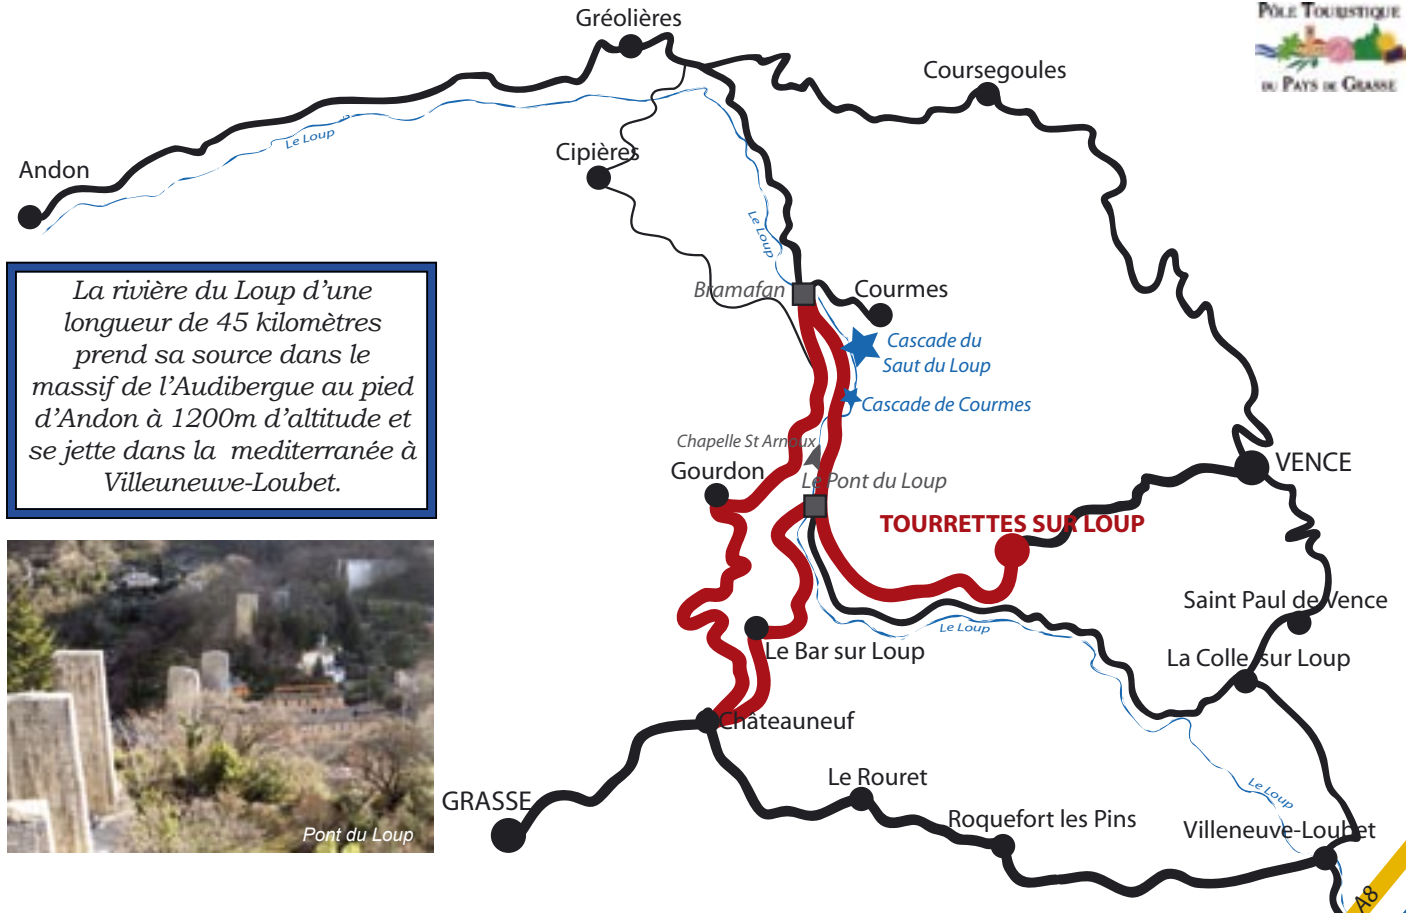 Gréolières
PÔLE TOURISTIQUE
DU PAYS DE GRASSE
Coursegoules
Le Loup
Cipières
Andon
Le Loup
La rivière du Loup d’une
longueur de 45 kilomètres
prend sa source dans le
massif de l’Audibergue au pied
d’Andon à 1200m d’altitude et
se jette dans la mediterranée à
Villeuneuve-Loubet.
Bramafan
Courmes
Cascade du
Saut du Loup
Cascade de Courmes
Chapelle St Arnoux
Gourdon
Le Pont du Loup
VENCE
TOURRETTES SUR LOUP
Saint Paul de Vence
Le Loup
Le Bar sur Loup
La Colle sur Loup
Châteauneuf
Le Rouret
Le Loup
GRASSE
Roquefort les Pins
Villeneuve-Loubet
Pont du Loup
A8